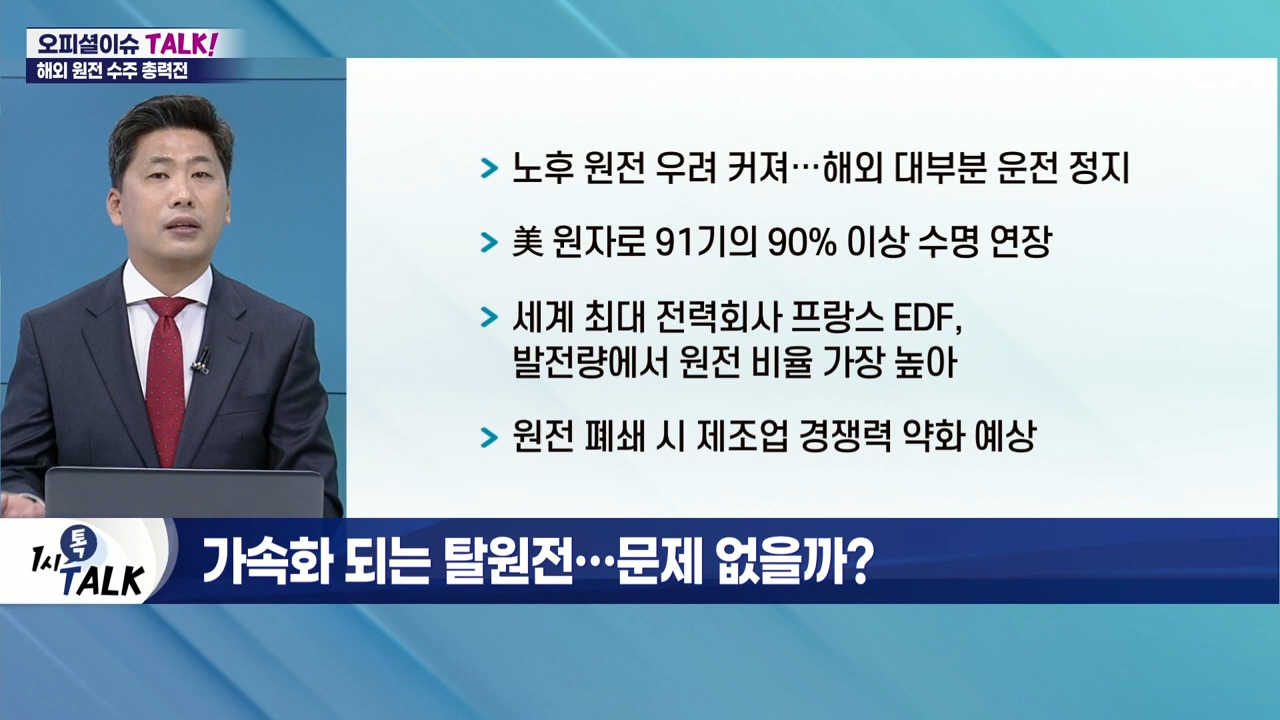 오피셜이슈 TALK!
해외 원전 수주 총력전
> 노후 원전 우려 커져…해외 대부분 운전 정지
> 美 원자로 91기의 90% 이상 수명 연장
> 세계 최대 전력회사 프랑스 EDF,
발전량에서 원전 비율 가장 높아
> 원전 폐쇄 시 제조업 경쟁력 약화 예상
1시 톡 TALK
가속화 되는 탈원전…문제 없을까?